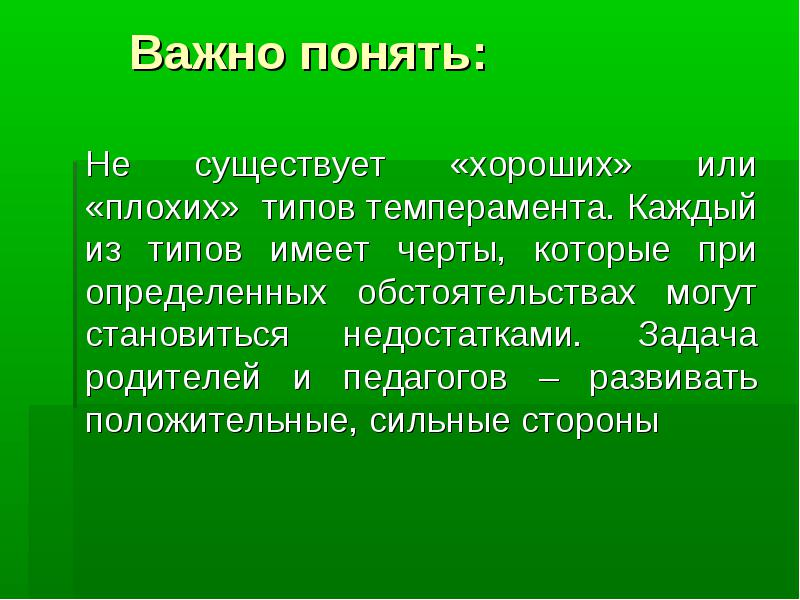 Важно понять:
Не существует «хороших» или
«плохих» типов темперамента. Каждый
из типов имеет черты, которые при
определенных обстоятельствах могут
становиться недостатками. Задача
родителей и педагогов – развивать
положительные, сильные стороны